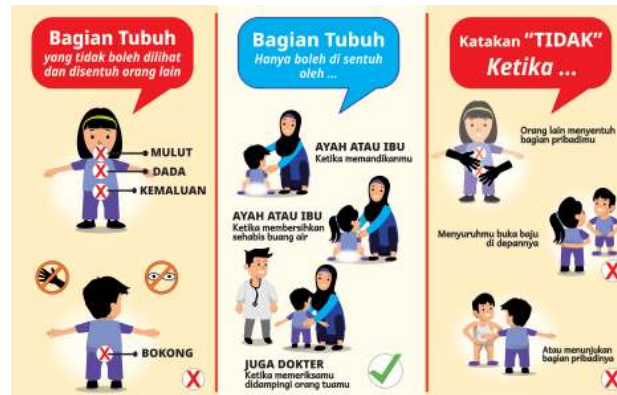 Bagian Tubuh
yang tidak boleh dilihat
dan disentuh orang lain
MULUT
DADA
KEMALUAN
BOKONG
Bagian Tubuh
Hanya boleh di sentuh
oleh ...
AYAH ATAU IBU
Ketika memandikanmu
AYAH ATAU IBU
Ketika membersihkan
sehabis buang air
JUGA DOKTER
Ketika memeriksamu
didampingi orang tuamu
Katakan "TIDAK"
Ketika ...
Orang lain menyentuh
bagian pribadimu
Menyuruhmu buka baju
di depannya
Atau menunjukan
bagian pribadinya